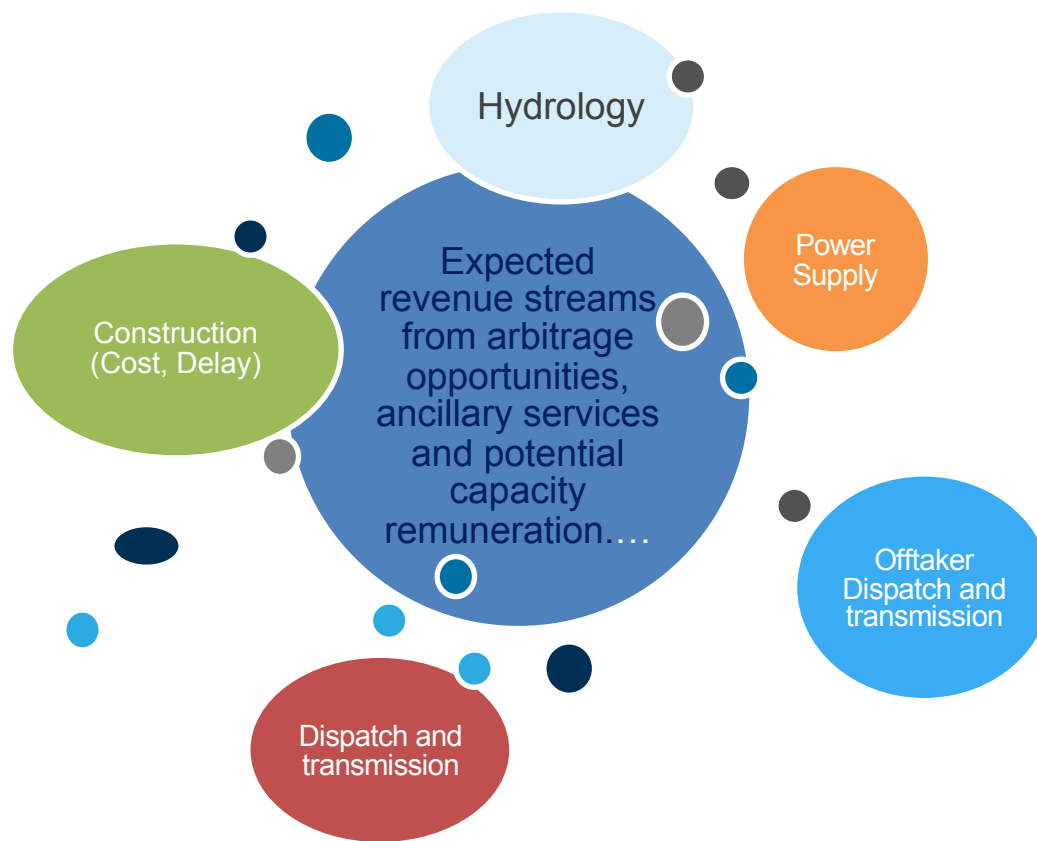 Hydrology
Power
Supply
Construction
(Cost, Delay)
Expected
revenue streams
from arbitrage
opportunities,
ancillary services
and potential
capacity
remuneration.…
Offtaker
Dispatch and
transmission
Dispatch and
transmission